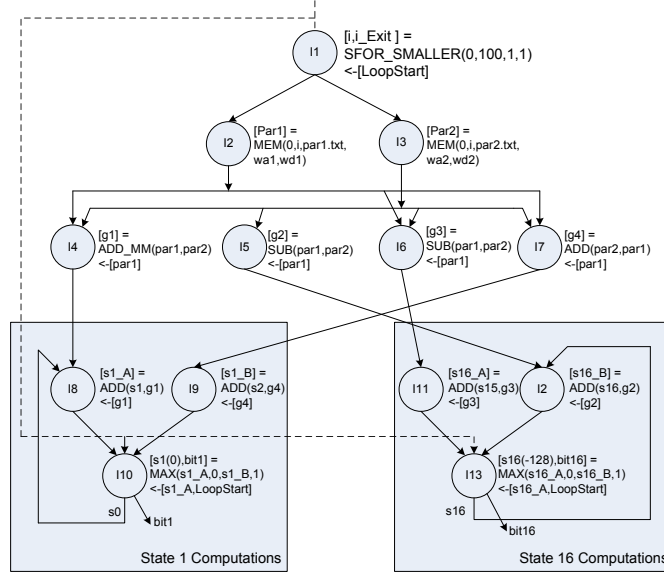 I1
[i,i_Exit ] =
SFOR_SMALLER(0,100,1,1)
<-[LoopStart]
I2
[Par1] =
MEM(0,i,par1.txt,
wa1,wd1)
I3
[Par2] =
MEM(0,i,par2.txt,
wa2,wd2)
I4
[g1] =
ADD_MM(par1,par2)
<-[par1]
I5
[g2] =
SUB(par1,par2)
<-[par1]
I6
[g3] =
SUB(par1,par2)
<-[par1]
I7
[g4] =
ADD(par2,par1)
<-[par1]
I8
[s1_A] =
ADD(s1,g1)
<-[g1]
I9
[s1_B] =
ADD(s2,g4)
<-[g4]
I11
[s16_A] =
ADD(s15,g3)
<-[g3]
I2
[s16_B] =
ADD(s16,g2)
<-[g2]
I10
[s1(0),bit1] =
MAX(s1_A,0,s1_B,1)
<-[s1_A,LoopStart]
s0
bit1
State 1 Computations
I13
[s16(-128),bit16] =
MAX(s16_A,0,s16_B,1)
<-[s16_A,LoopStart]
s16
bit16
State 16 Computations